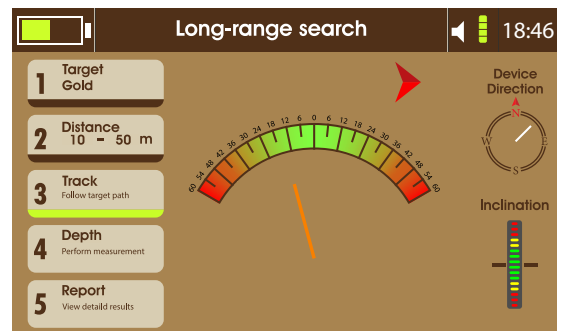 Long-range search
18:46
1 Target
Gold
2 Distance
10 - 50 m
3 Track
Follow target path
4 Depth
Perform measurement
5 Report
View detaild results
60 54 48 42 36 30 24 18 12 6 0 6 12 18 24 30 36 42 48 54 60
Device
Direction
N
W E
S
Inclination